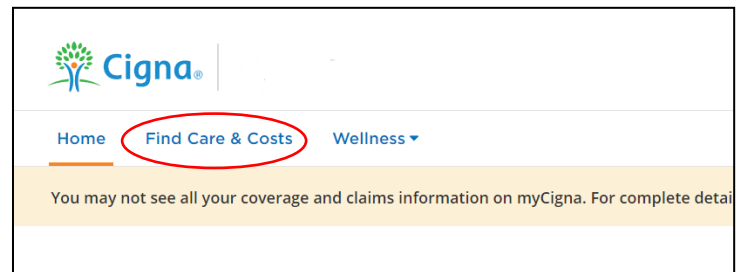 Cigna®
Home Find Care & Costs Wellness
You may not see all your coverage and claims information on myCigna. For complete detai